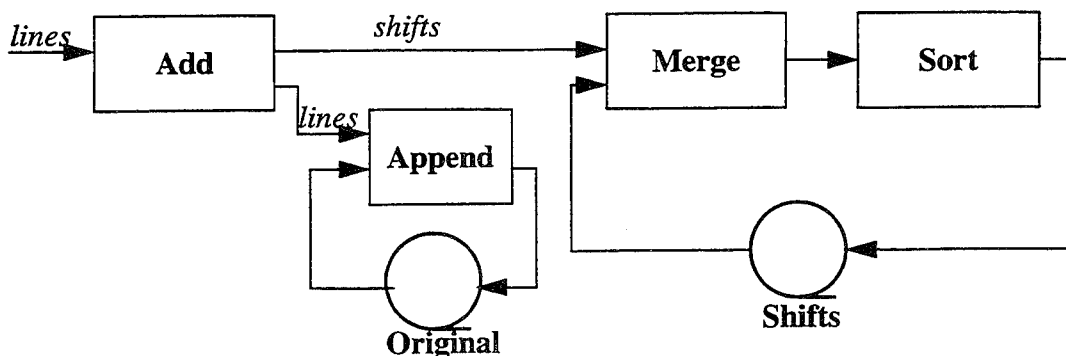 lines
Add
shifts
Merge
Sort
lines
Append
Original
Shifts